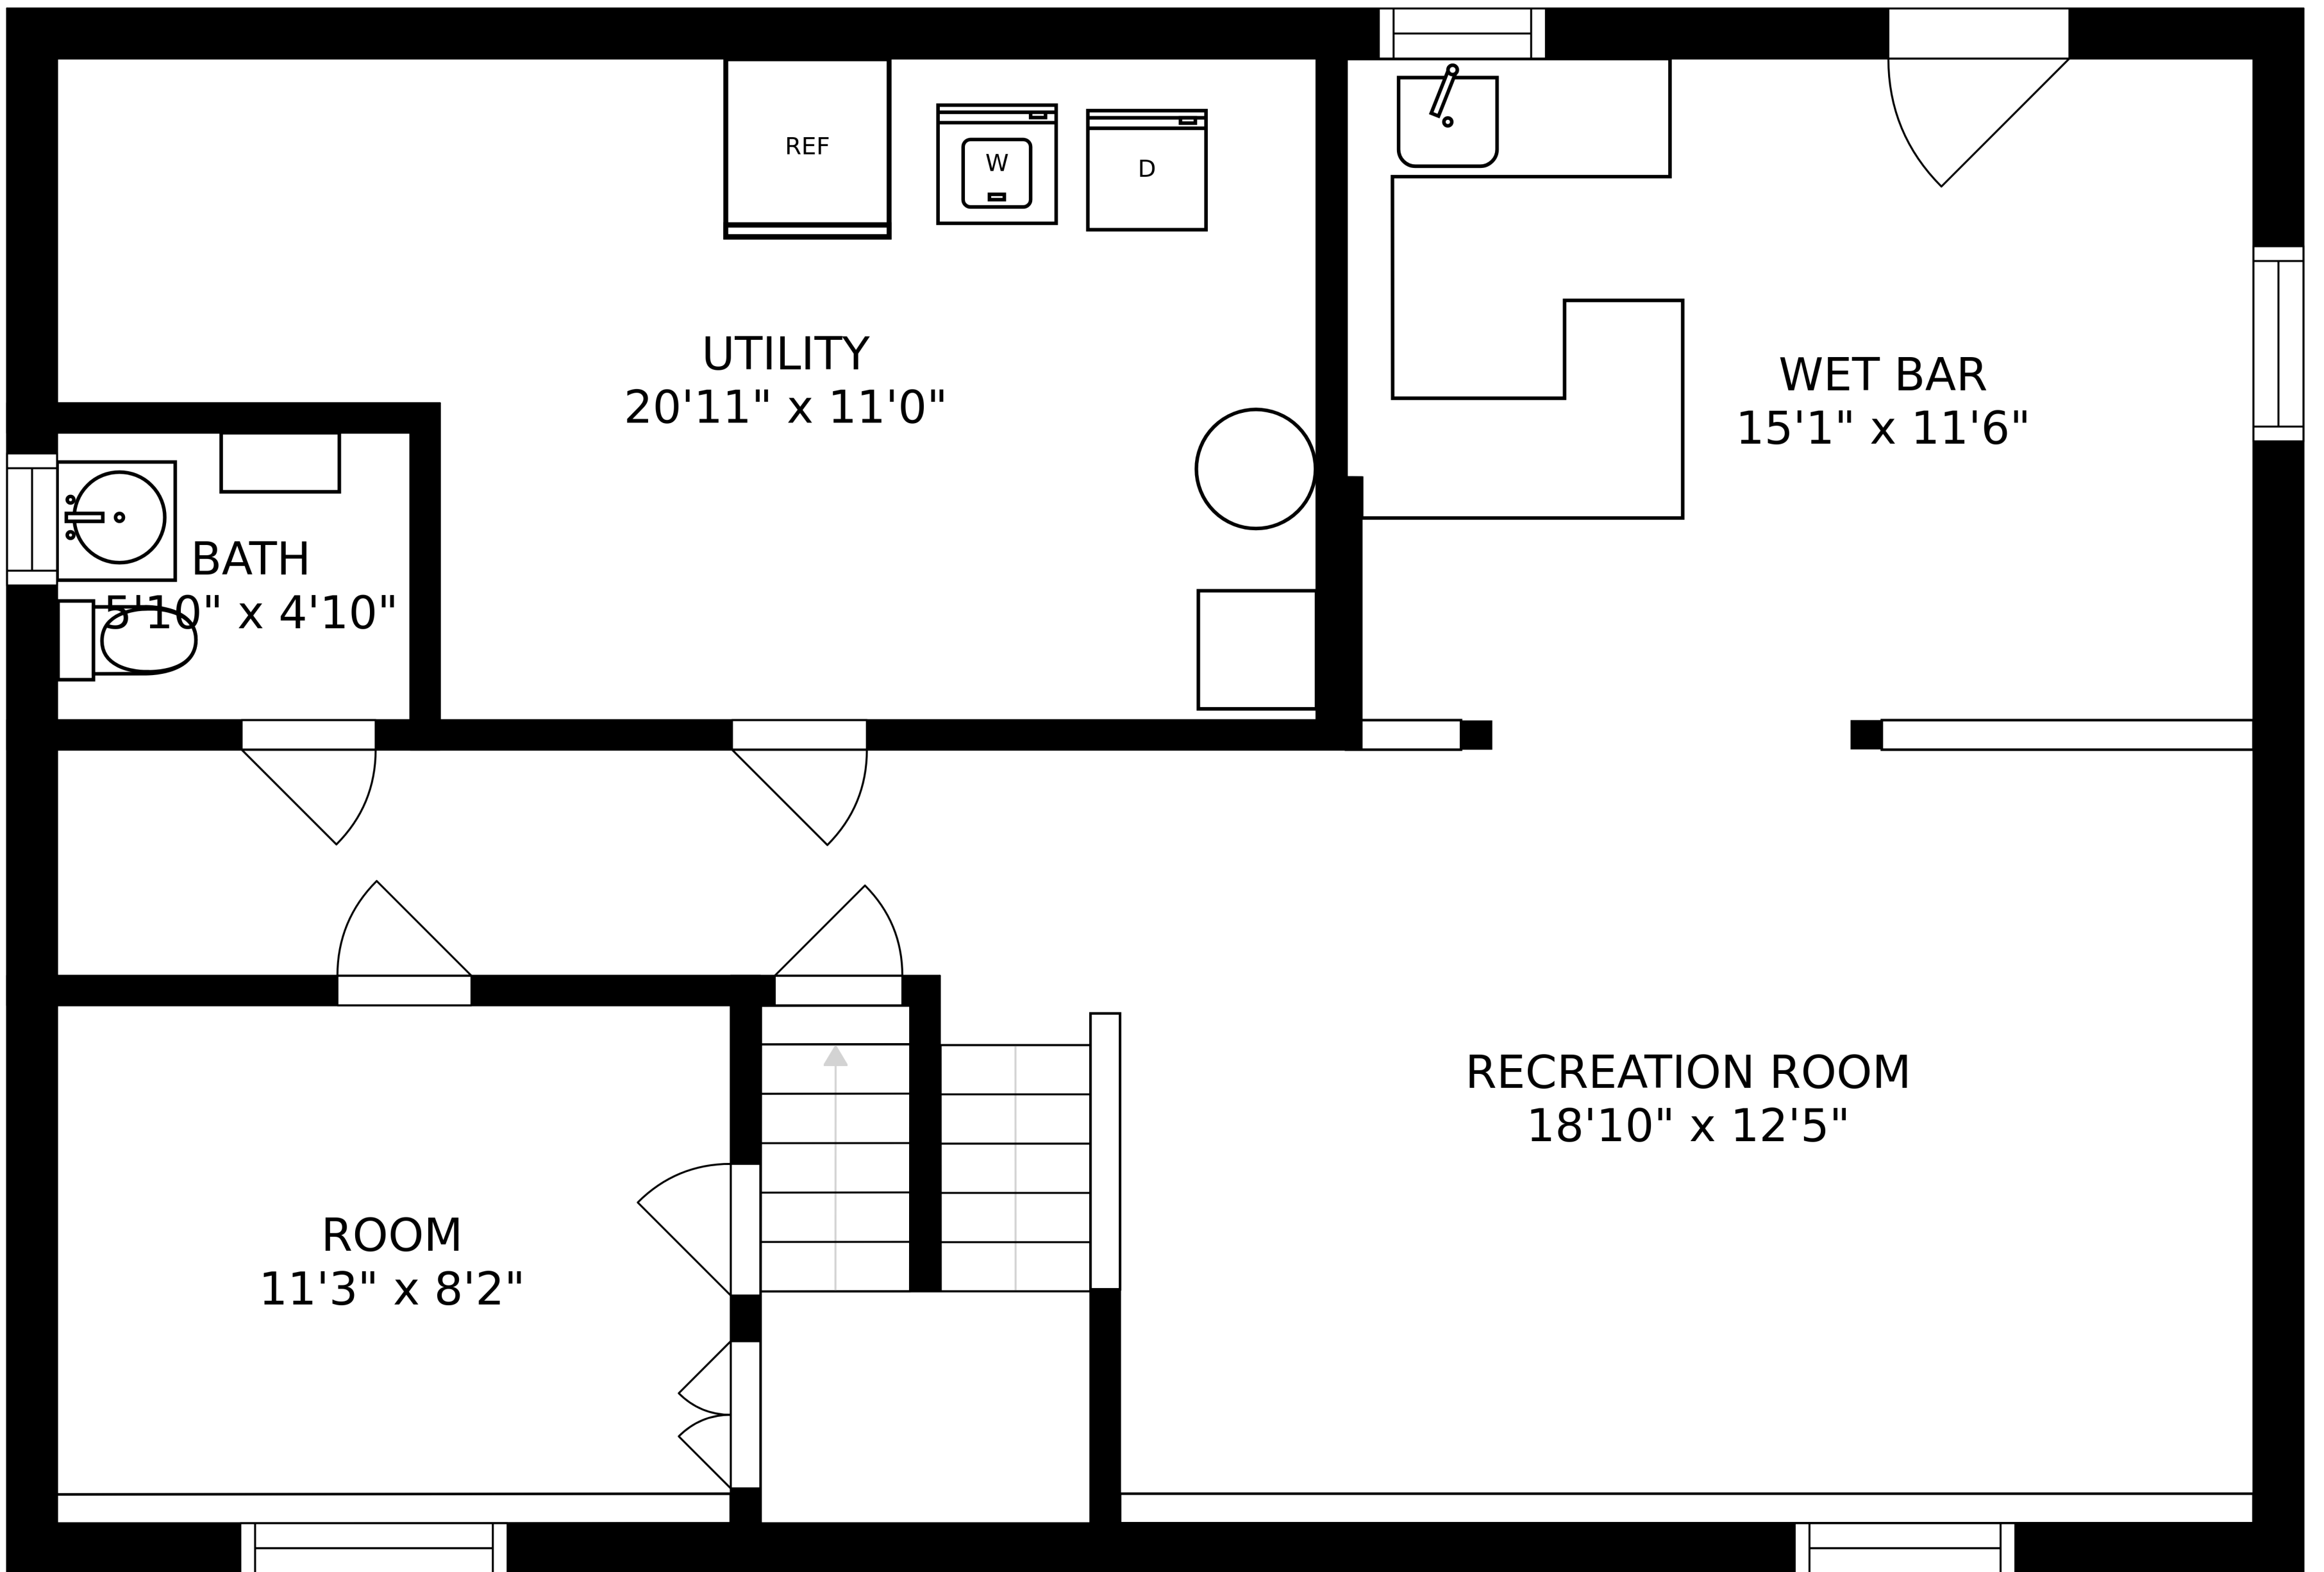 REF
W
D
UTILITY
20'11" x 11'0"
WET BAR
15'1" x 11'6"
BATH
5'10" x 4'10"
RECREATION ROOM
18'10" x 12'5"
ROOM
11'3" x 8'2"